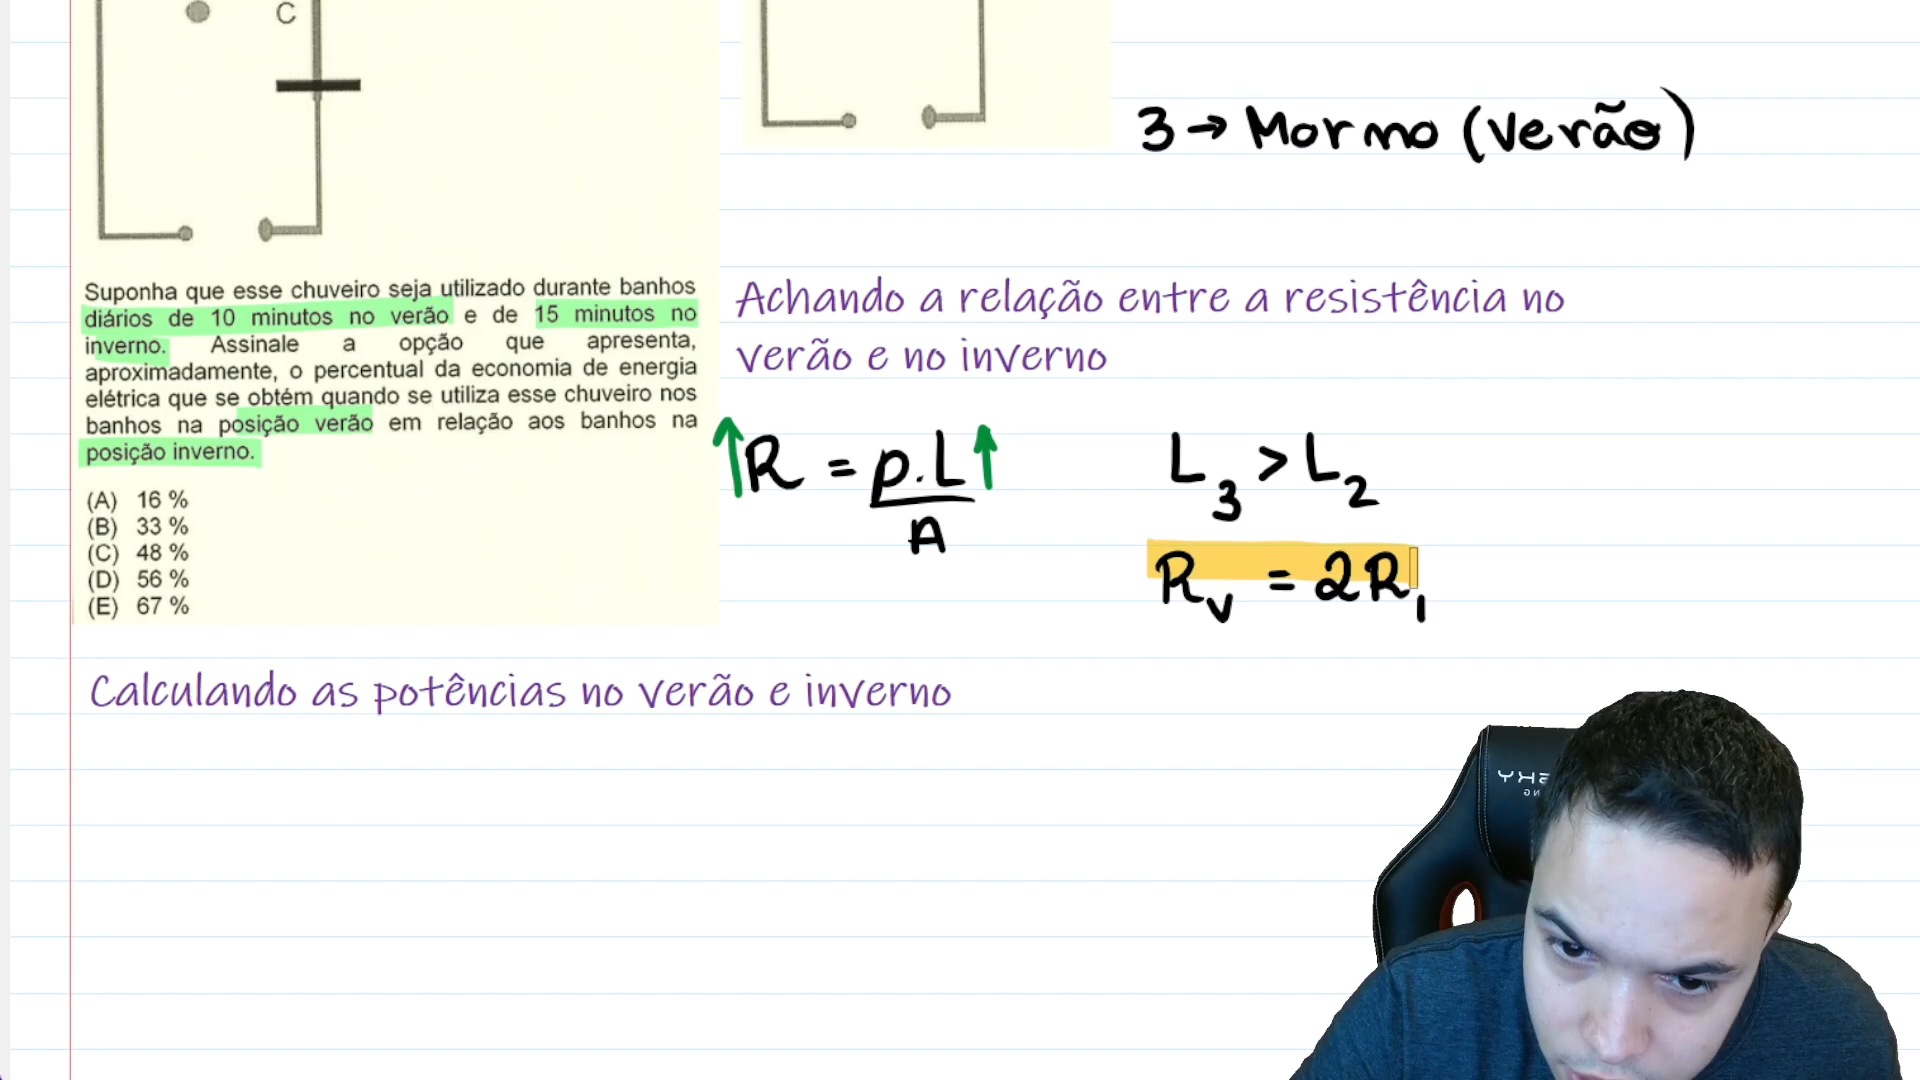 C
3 → Mormo (verão)
Suponha que esse chuveiro seja utilizado durante banhos
diários de 10 minutos no verão e de 15 minutos no
inverno. Assinale a opção que apresenta,
aproximadamente, o percentual da economia de energia
elétrica que se obtém quando se utiliza esse chuveiro nos
banhos na posição verão em relação aos banhos na
posição inverno.
(A) 16 %
(B) 33 %
(C) 48 %
(D) 56 %
(E) 67 %
Achando a relação entre a resistência no
verão e no inverno
↑R = p.L↑
A
L3 > L2
Rv = 2RI
Calculando as potências no verão e inverno